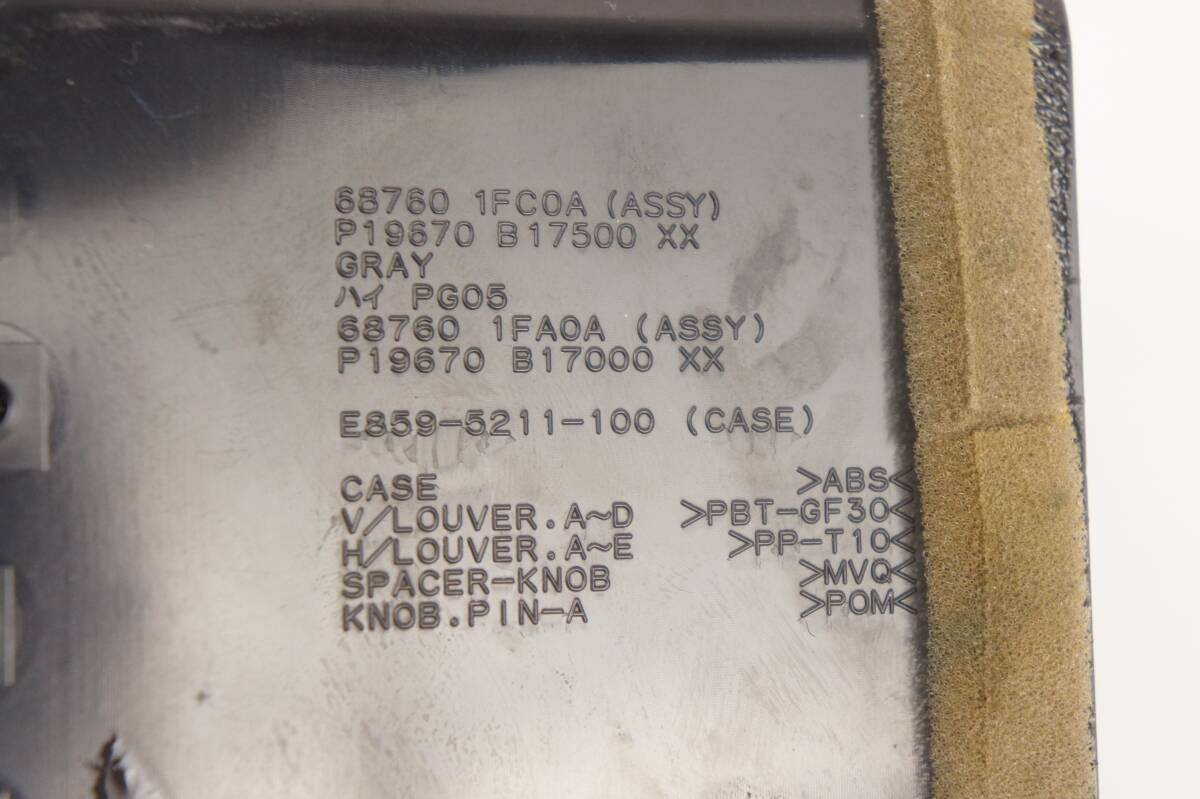 68760 1FC0A (ASSY)
P19670 B17500 XX
GRAY
ハイ PG05
68760 1FA0A (ASSY)
P19670 B17000 XX
E859-5211-100 (CASE)
CASE >ABS<
V/LOUVER.A~D >PBT-GF30<
H/LOUVER.A~E >PP-T10<
SPACER-KNOB >MVQ<
KNOB.PIN-A >POM<